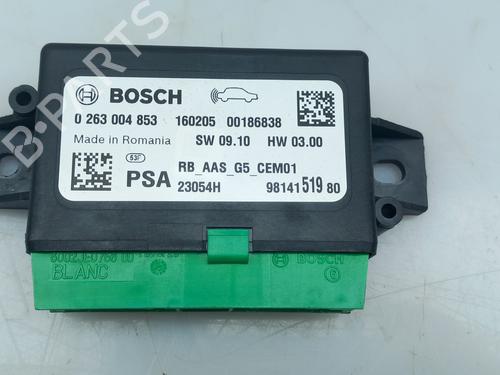 BOSCH
0 263 004 853 160205 00186838
Made in Romania SW 09.10 HW 03.00
RB_AAS_G5_CEM01
PSA 23054H 98141 519 80
BLANC
BOSCH
B-PARTS